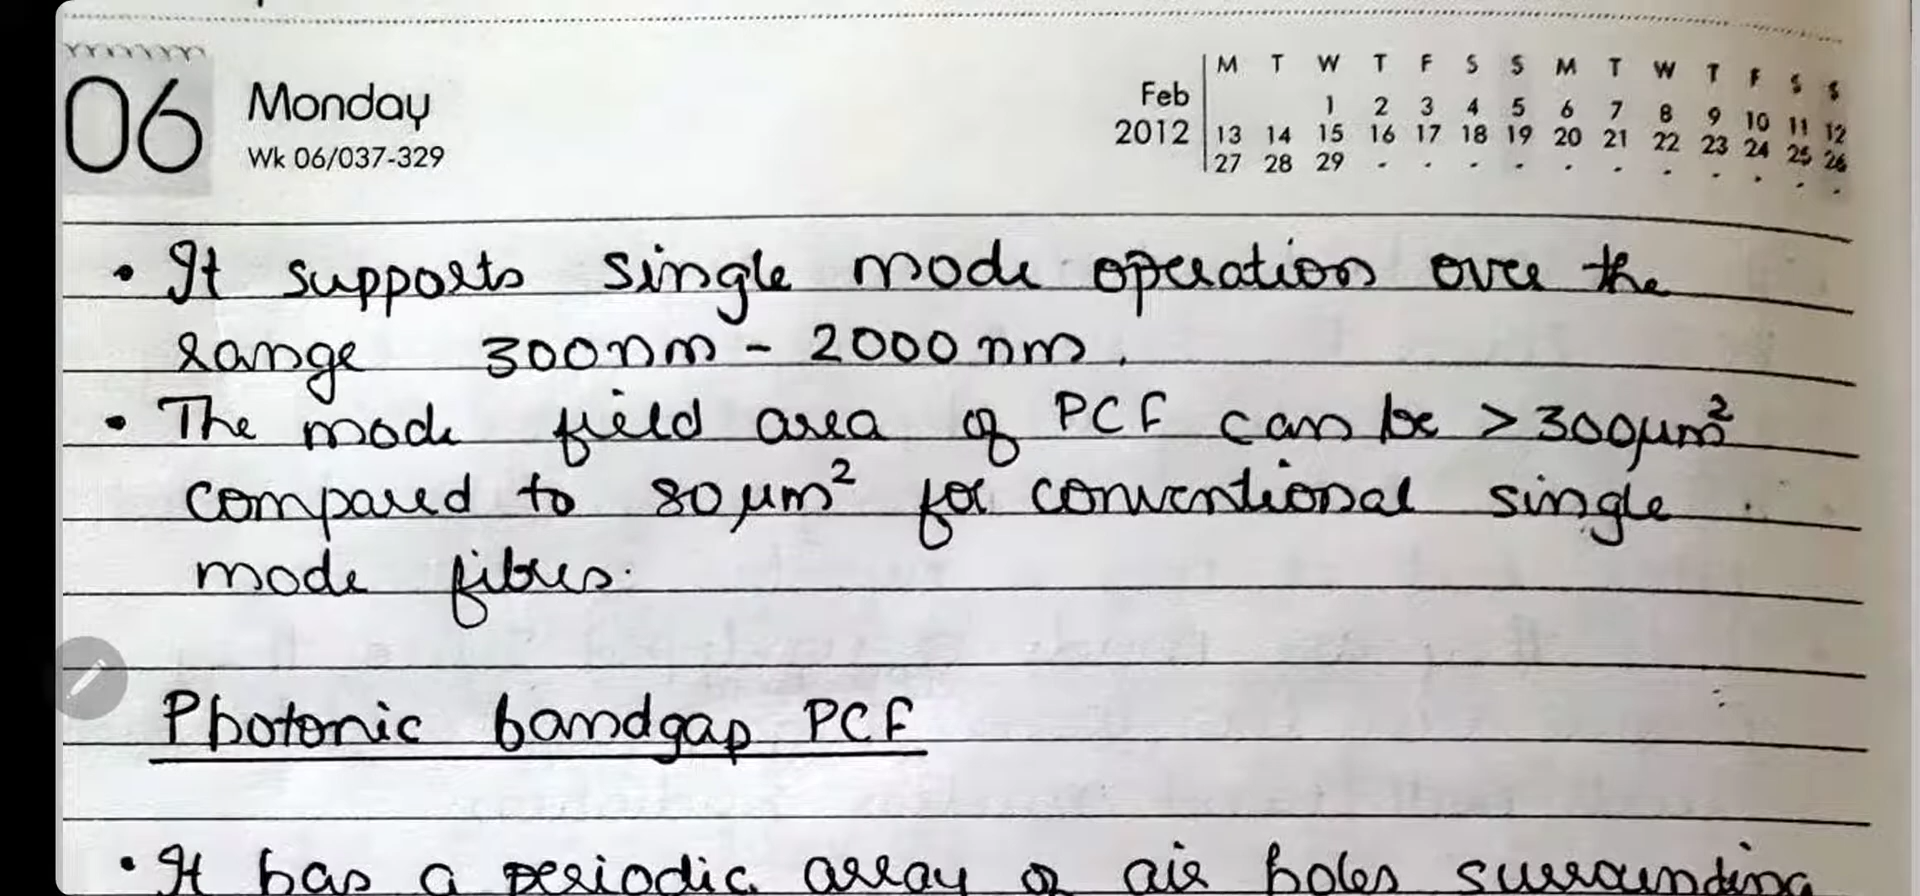 06 Monday
Wk 06/037-329
M T W T F S S M T W T F S S
Feb 1 2 3 4 5 6 7 8 9 10 11 12
2012 13 14 15 16 17 18 19 20 21 22 23 24 25 26
27 28 29 - - - - - - - - - - -
• It supports single mode operation over the
range 300nm - 2000nm.
• The mode field area of PCF can be >300μm²
compared to 80μm² for conventional single
mode fibres.
Photonic bandgap PCF
• It has a periodic array of air holes surrounding